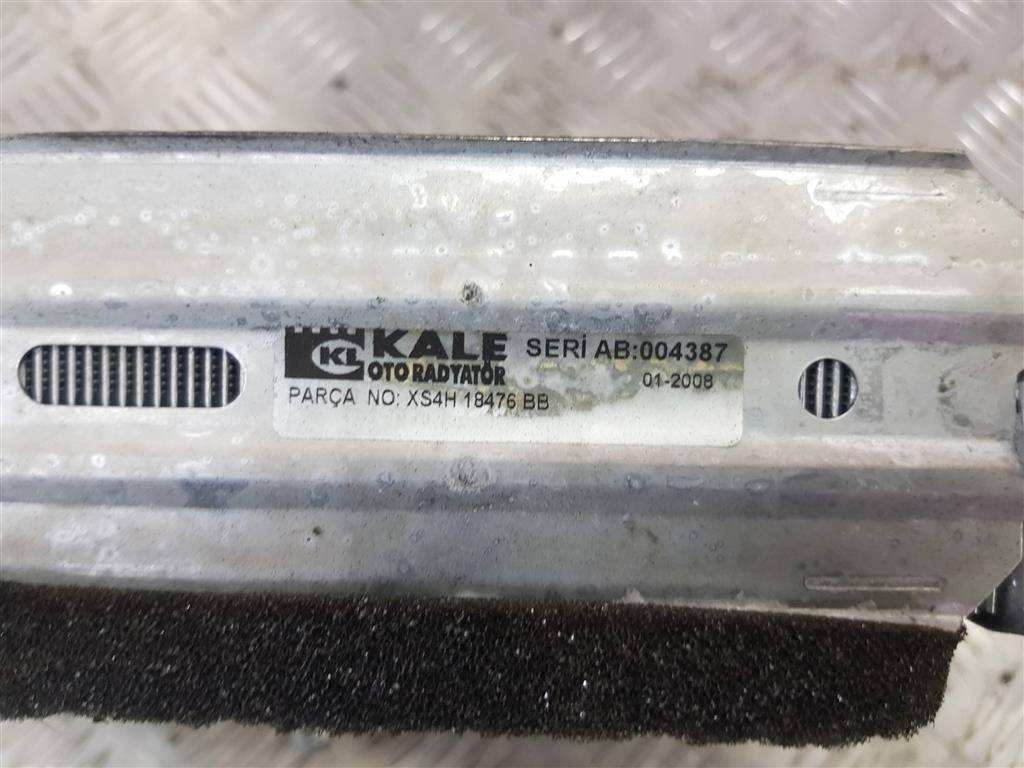 KL KALE SERİ AB:004387
OTO RADYATÖR 01-2008
PARÇA NO: XS4H 18476 BB